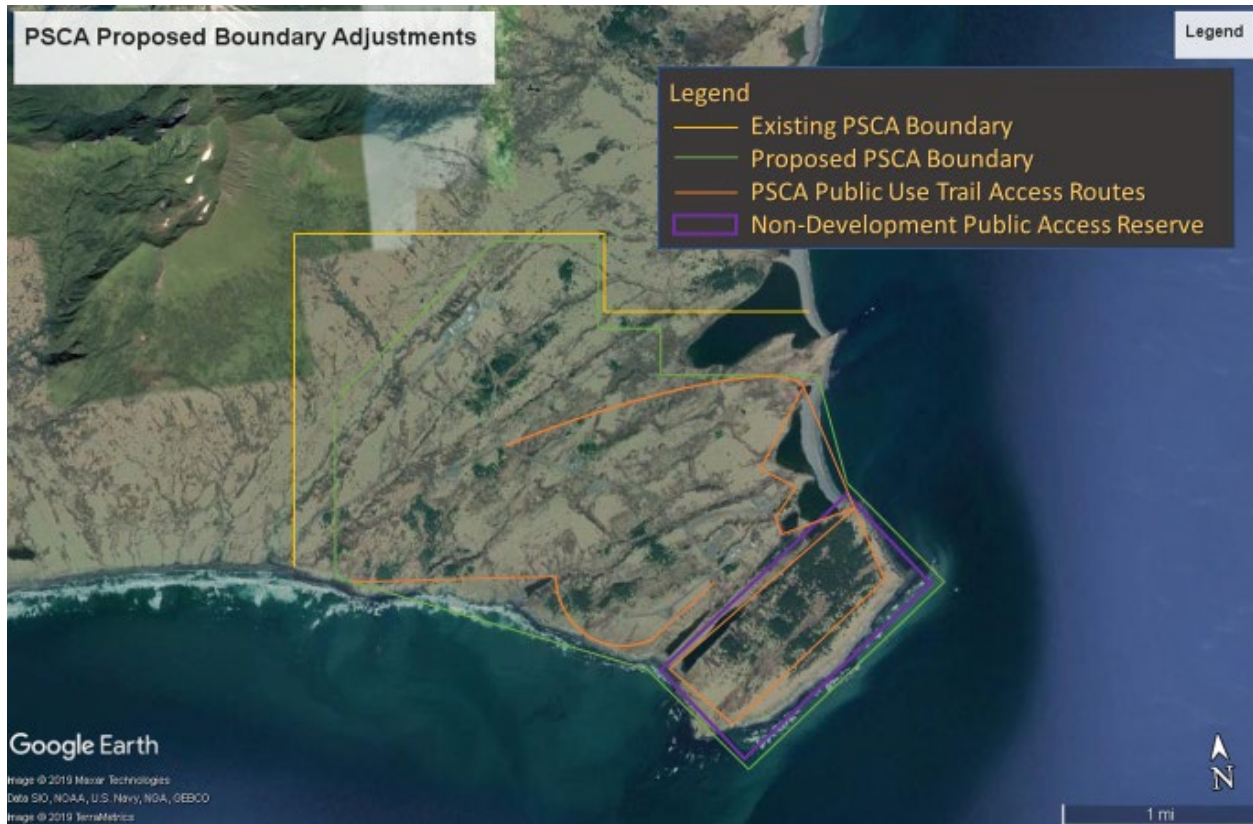 PSCA Proposed Boundary Adjustments
Legend
Legend
Existing PSCA Boundary
Proposed PSCA Boundary
PSCA Public Use Trail Access Routes
Non-Development Public Access Reserve
Google Earth
Image © 2019 Maxar Technologies
Data SIO, NOAA, U.S. Navy, NGA, GEBCO
Image © 2019 TerraMetrics
N
1 mi